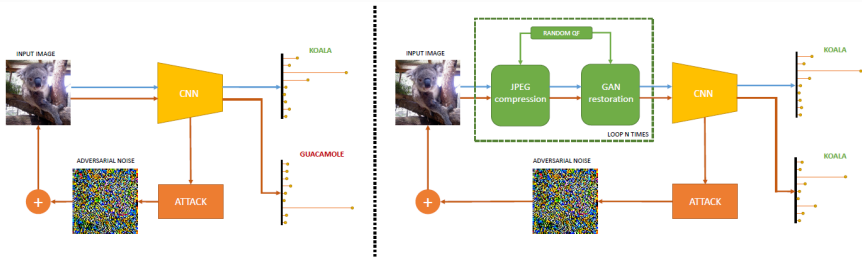 INPUT IMAGE
CNN
KOALA
GUACAMOLE
ADVERSARIAL NOISE
+
ATTACK
RANDOM QF
INPUT IMAGE
JPEG
compression
GAN
restoration
LOOP N TIMES
CNN
KOALA
KOALA
ADVERSARIAL NOISE
+
ATTACK